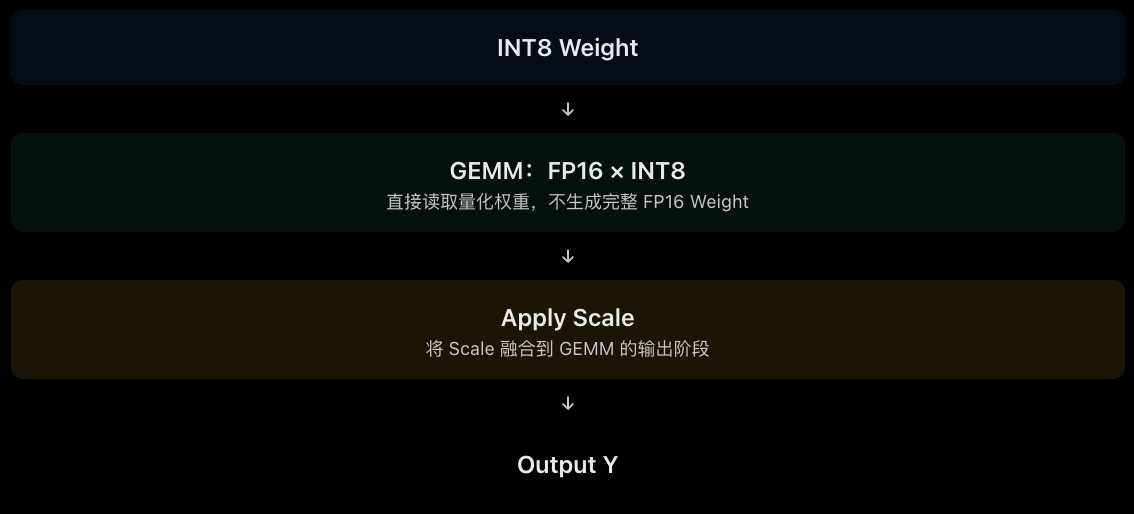 INT8 Weight
↓
GEMM：FP16 × INT8
直接读取量化权重，不生成完整 FP16 Weight
↓
Apply Scale
将 Scale 融合到 GEMM 的输出阶段
↓
Output Y